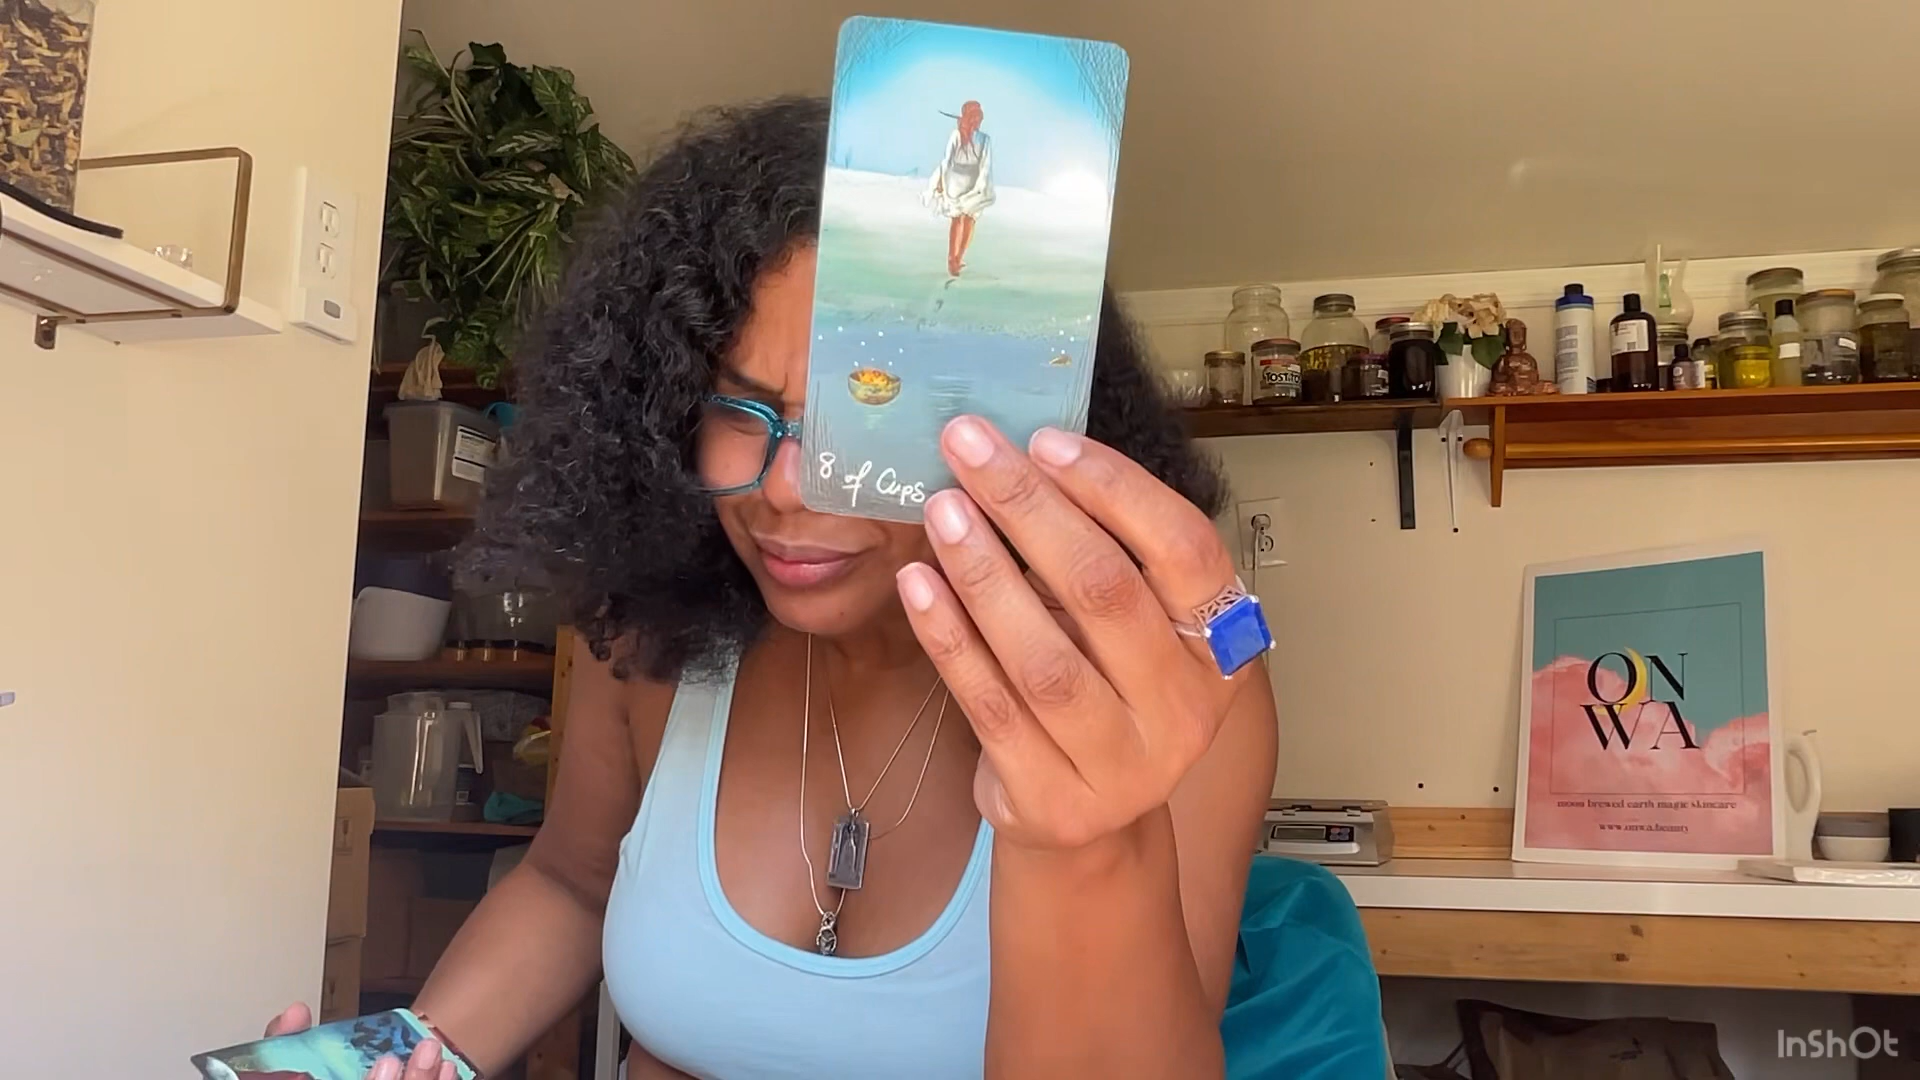 8 of Cups
TOSTITOS
ON
WA
moon brewed earth magic skincare
www.onwa.beauty
InShOt